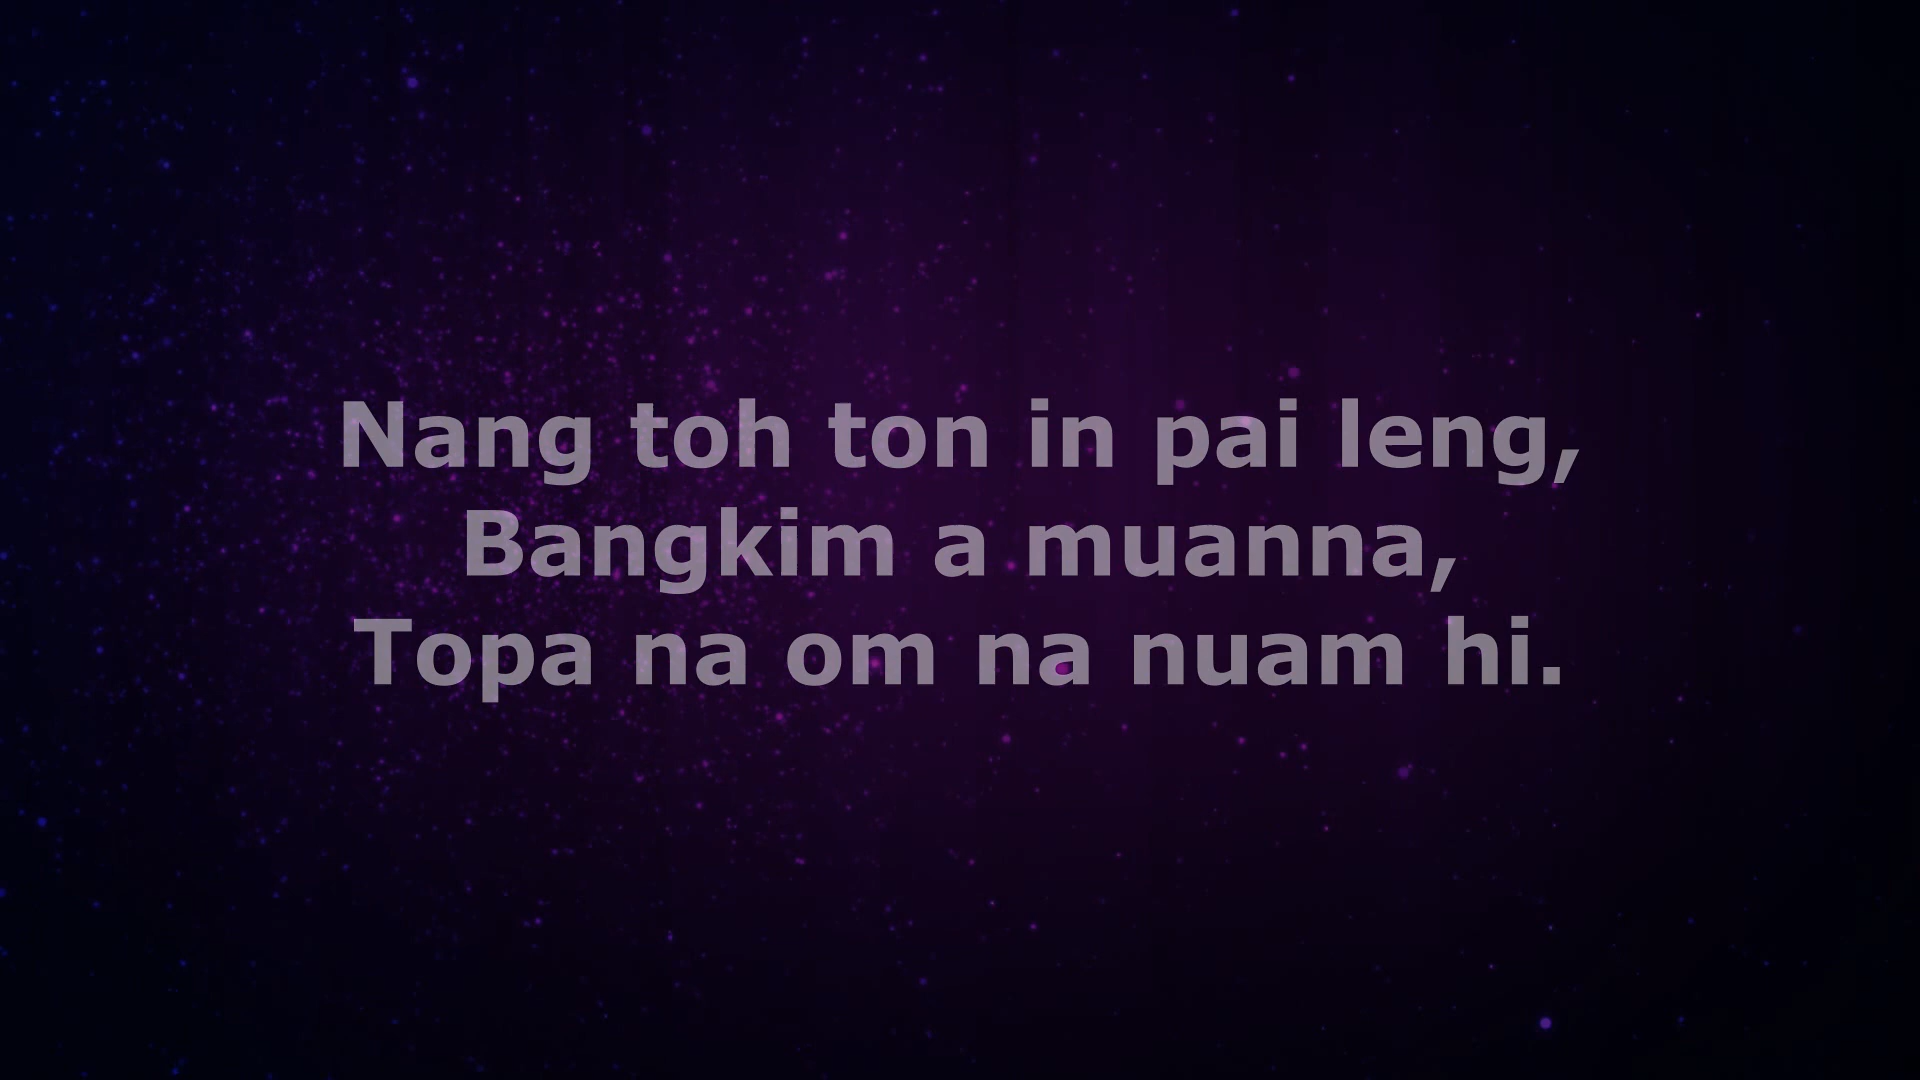 Nang toh ton in pai leng,
Bangkim a muanna,
Topa na om na nuam hi.